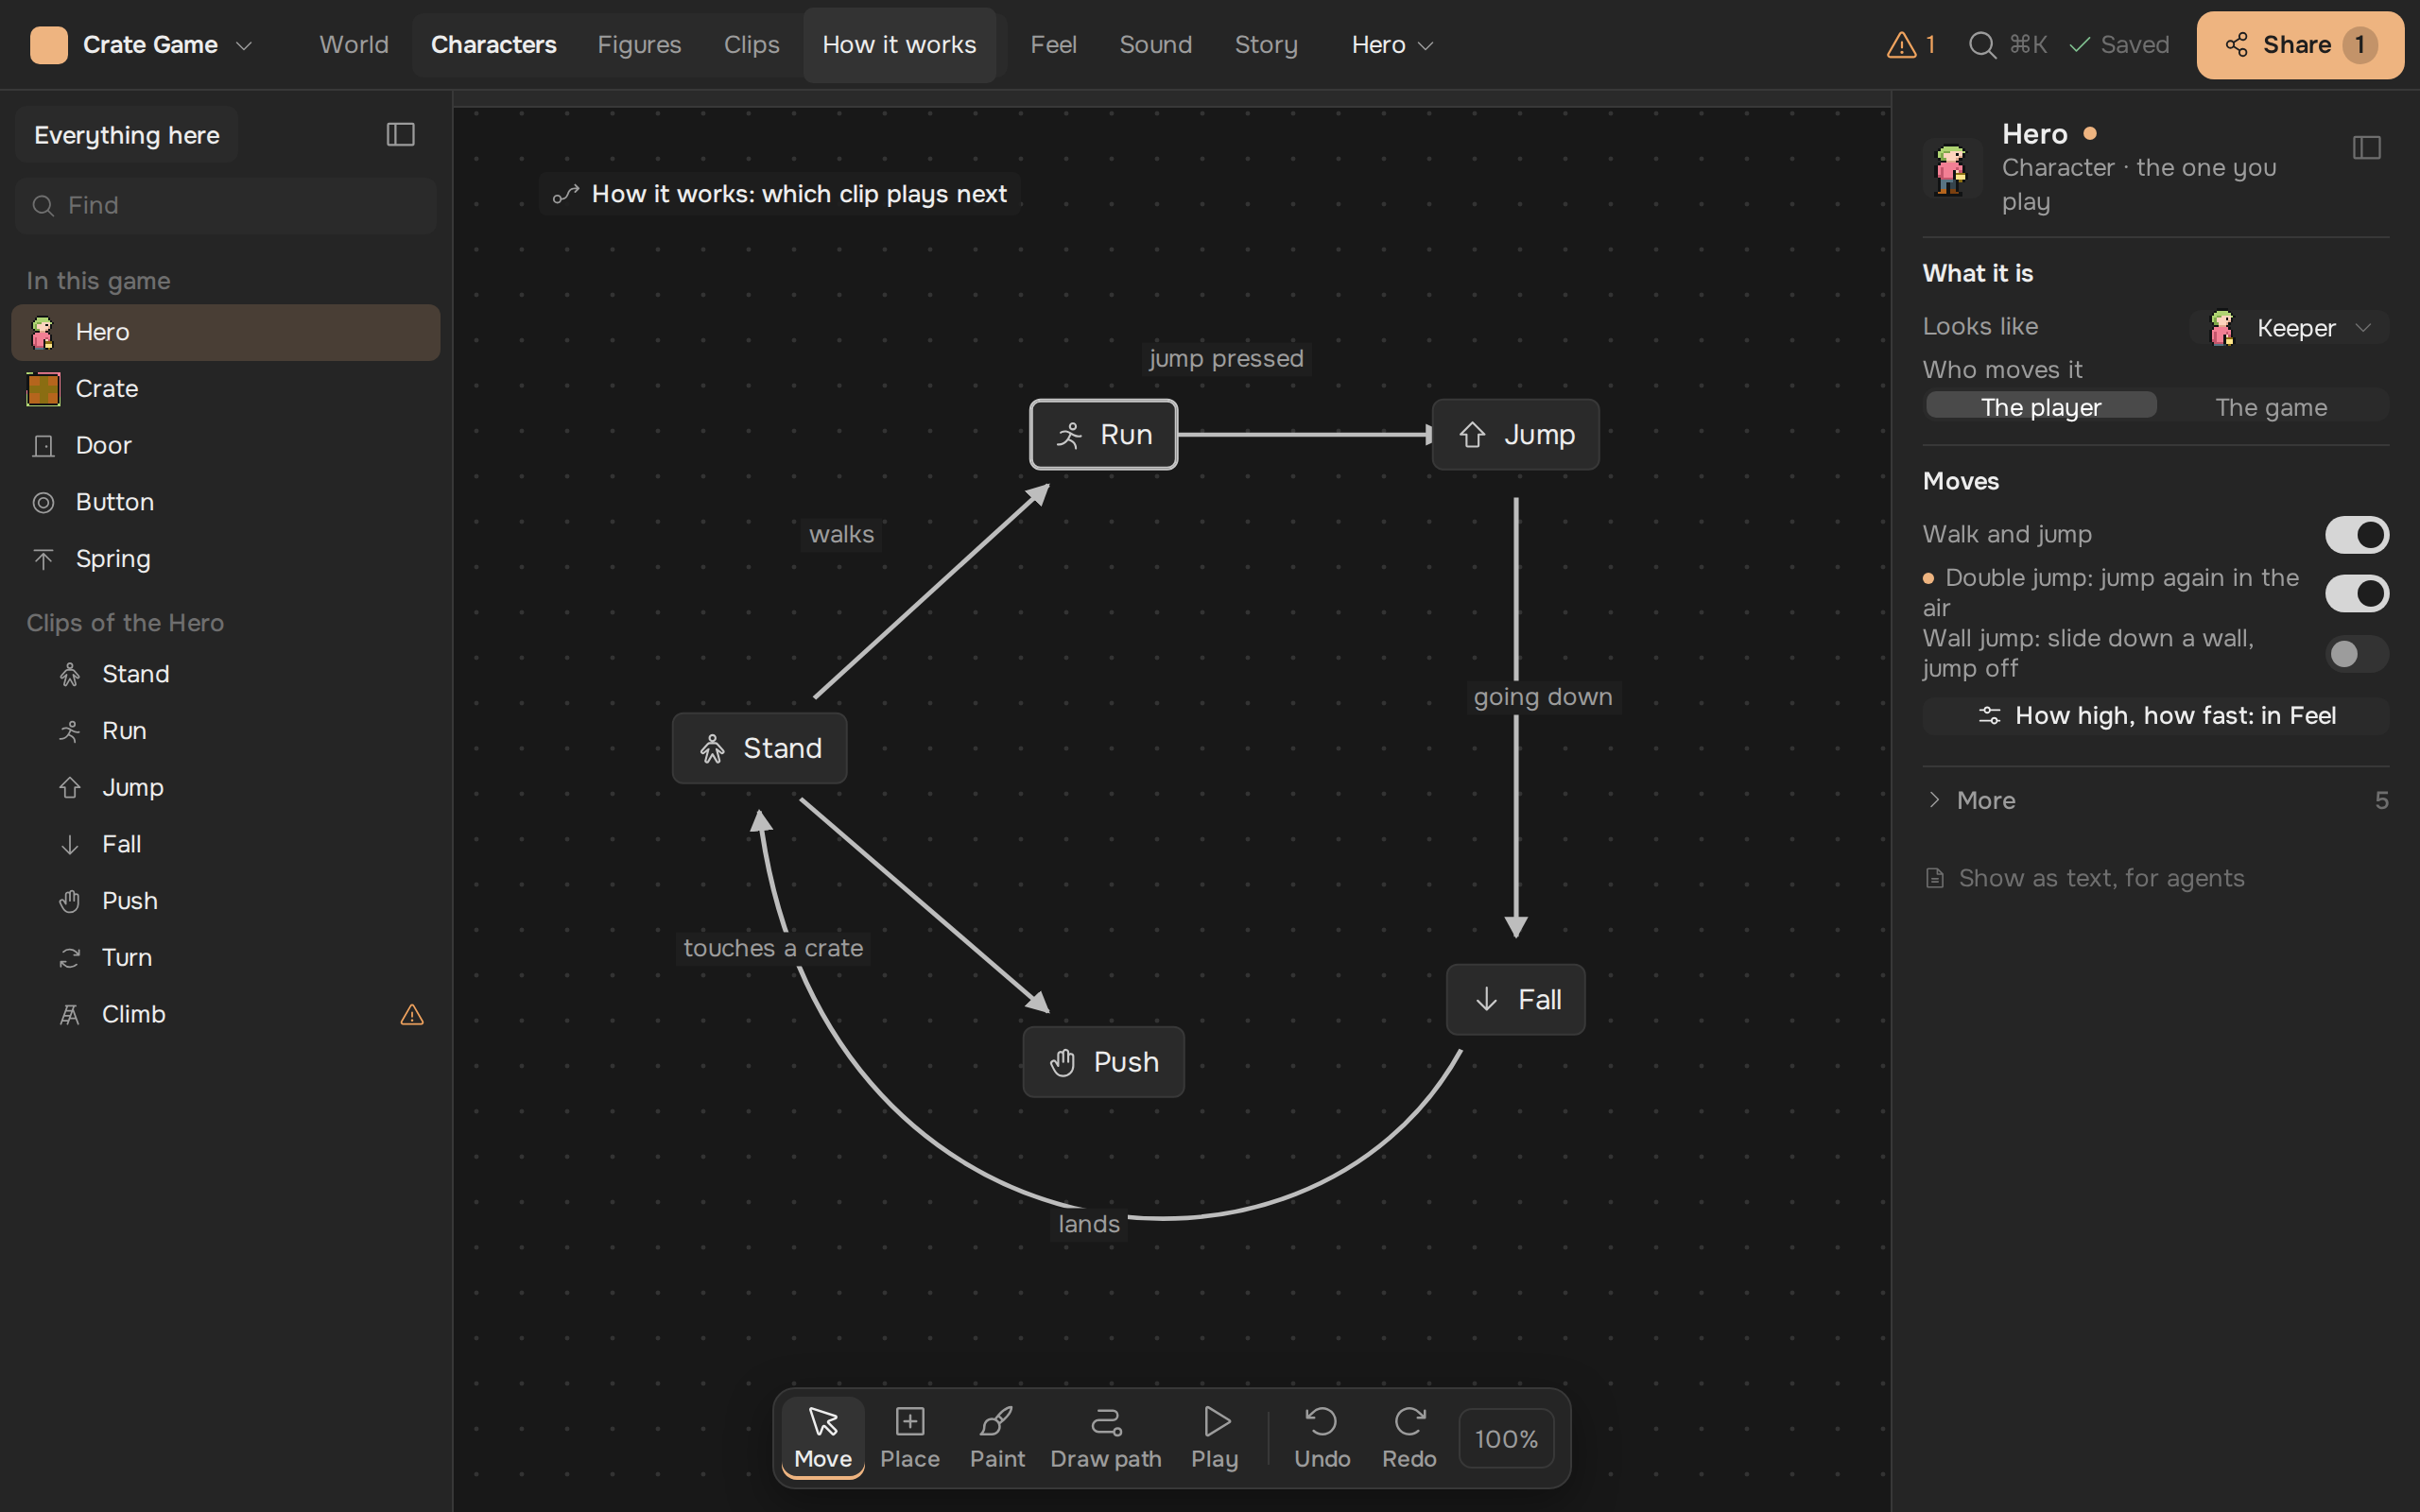 Crate Game
World
Characters
Figures
Clips
How it works
Feel
Sound
Story
Hero
1
⌘K
Saved
Share 1
Everything here
Find
In this game
Hero
Crate
Door
Button
Spring
Clips of the Hero
Stand
Run
Jump
Fall
Push
Turn
Climb
How it works: which clip plays next
jump pressed
Run
Jump
walks
going down
Stand
touches a crate
Fall
Push
lands
Move
Place
Paint
Draw path
Play
Undo
Redo
100%
Hero
Character · the one you
play
What it is
Looks like
Keeper
Who moves it
The player
The game
Moves
Walk and jump
Double jump: jump again in the
air
Wall jump: slide down a wall,
jump off
How high, how fast: in Feel
More
5
Show as text, for agents